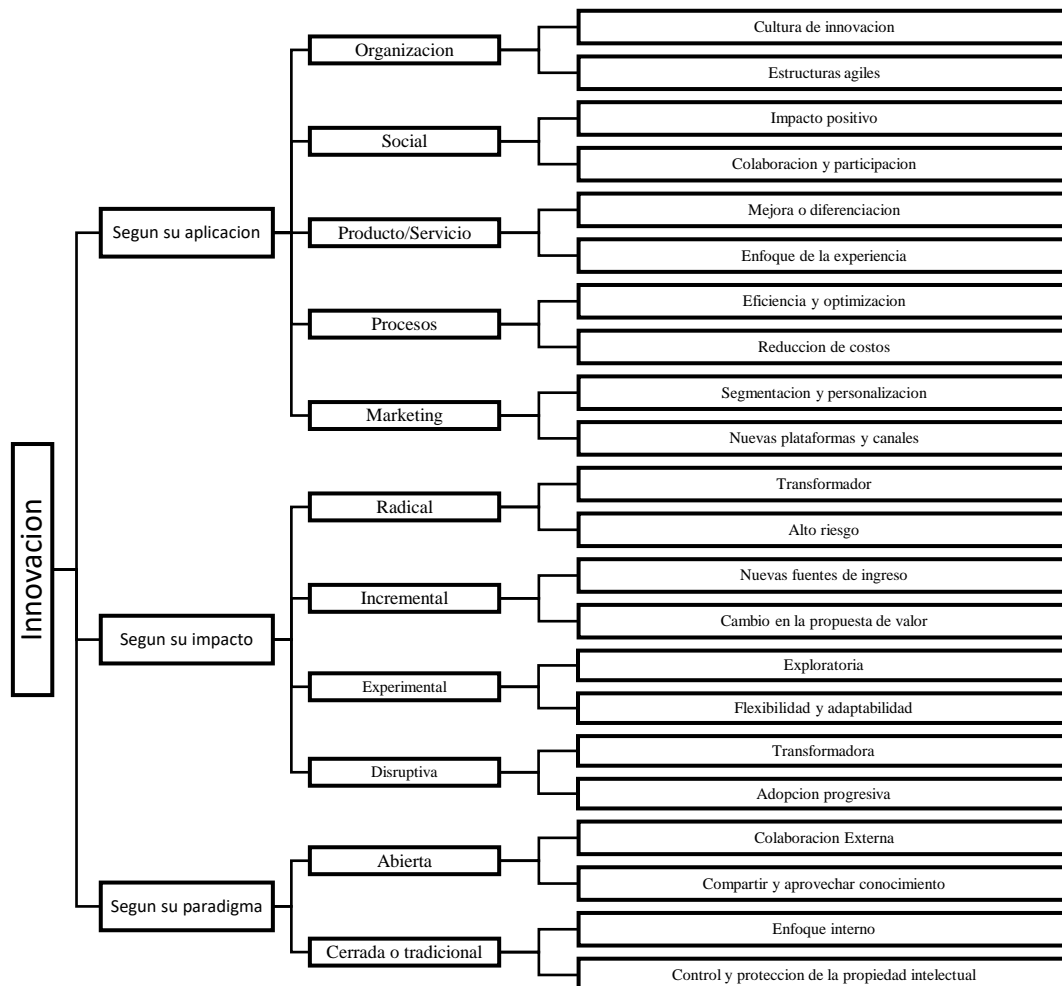 Innovacion
Segun su aplicacion
Organizacion
Cultura de innovacion
Estructuras agiles
Social
Impacto positivo
Colaboracion y participacion
Producto/Servicio
Mejora o diferenciacion
Enfoque de la experiencia
Procesos
Eficiencia y optimizacion
Reduccion de costos
Marketing
Segmentacion y personalizacion
Nuevas plataformas y canales
Segun su impacto
Radical
Transformador
Alto riesgo
Incremental
Nuevas fuentes de ingreso
Cambio en la propuesta de valor
Experimental
Exploratoria
Flexibilidad y adaptabilidad
Disruptiva
Transformadora
Adopcion progresiva
Segun su paradigma
Abierta
Colaboracion Externa
Compartir y aprovechar conocimiento
Cerrada o tradicional
Enfoque interno
Control y proteccion de la propiedad intelectual